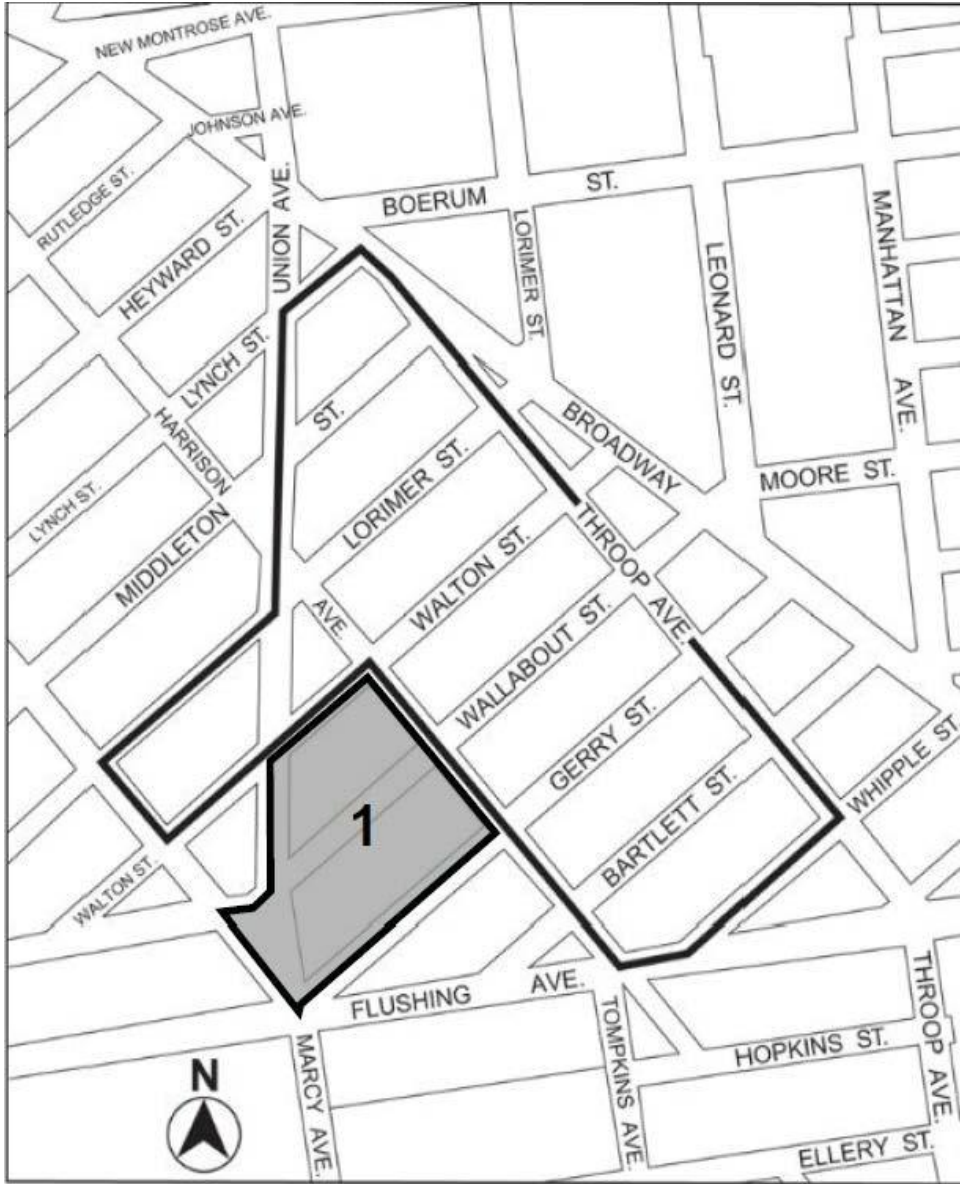 NEW MONTROSE AVE.
JOHNSON AVE.
RUTLEDGE ST.
HEYWARD ST.
UNION AVE.
BOERUM ST.
LORIMER ST.
LEONARD ST.
MANHATTAN AVE.
LYNCH ST.
HARRISON AVE.
BROADWAY
MOORE ST.
LYNCH ST.
MIDDLETON ST.
LORIMER ST.
WALTON ST.
THROOP AVE.
WALLABOUT ST.
GERRY ST.
BARTLETT ST.
WHIPPLE ST.
1
WALTON ST.
FLUSHING AVE.
MARCY AVE.
TOMPKINS AVE.
HOPKINS ST.
THROOP AVE.
ELLERY ST.
N